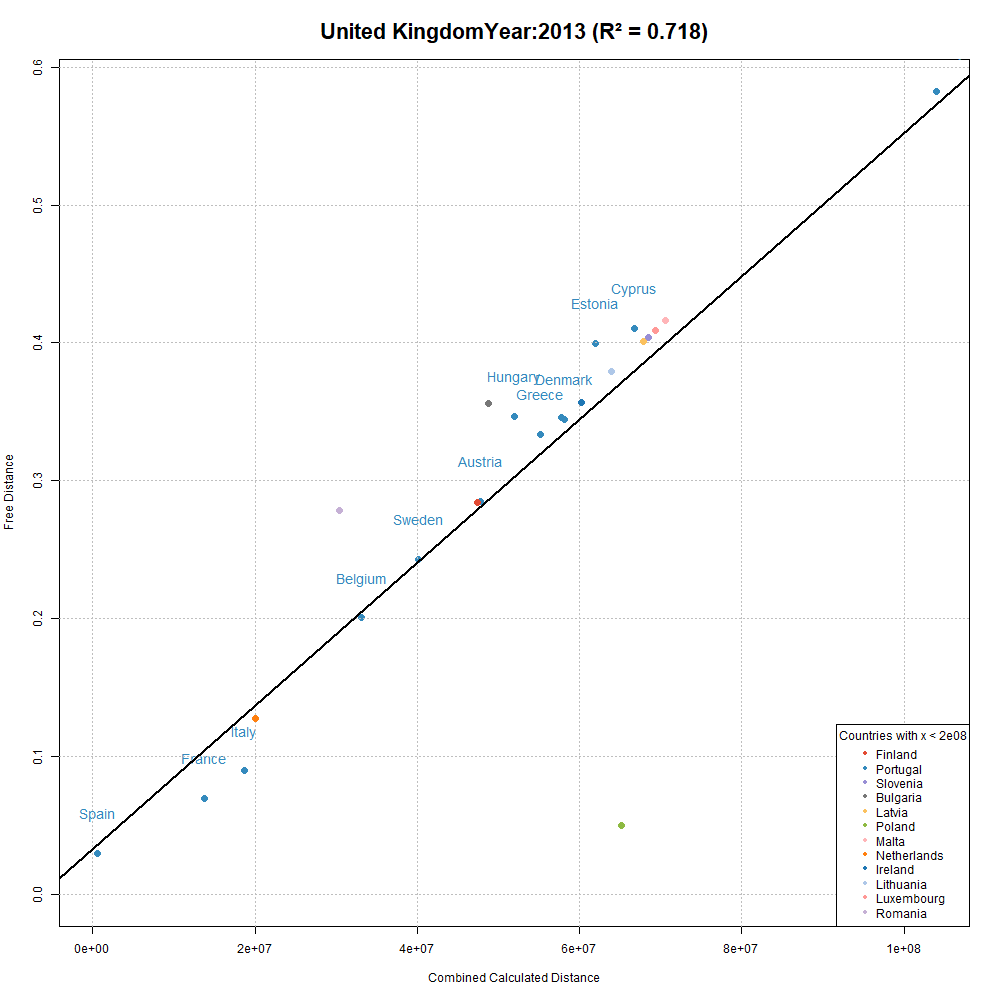 United KingdomYear:2013 (R² = 0.718)
0.6
0.5
0.4
0.3
0.2
0.1
0.0
Free Distance
Cyprus
Estonia
Hungary
Denmark
Greece
Austria
Sweden
Belgium
Italy
France
Spain
Countries with x < 2e08
Finland
Portugal
Slovenia
Bulgaria
Latvia
Poland
Malta
Netherlands
Ireland
Lithuania
Luxembourg
Romania
0e+00 2e+07 4e+07 6e+07 8e+07 1e+08
Combined Calculated Distance